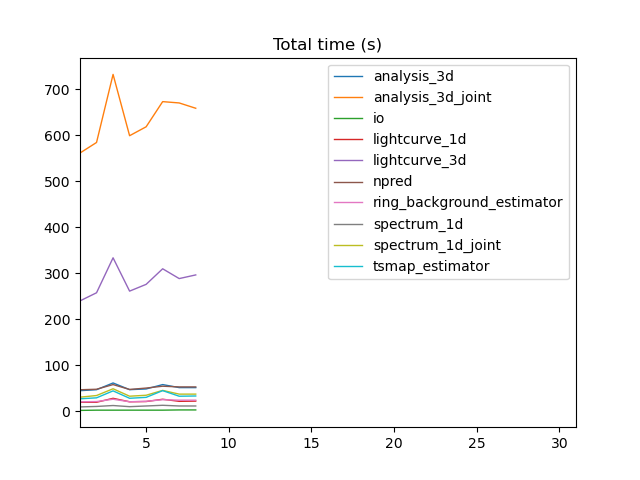 Total time (s)
700
600
500
400
300
200
100
0
5
10
15
20
25
30
analysis_3d
analysis_3d_joint
io
lightcurve_1d
lightcurve_3d
npred
ring_background_estimator
spectrum_1d
spectrum_1d_joint
tsmap_estimator